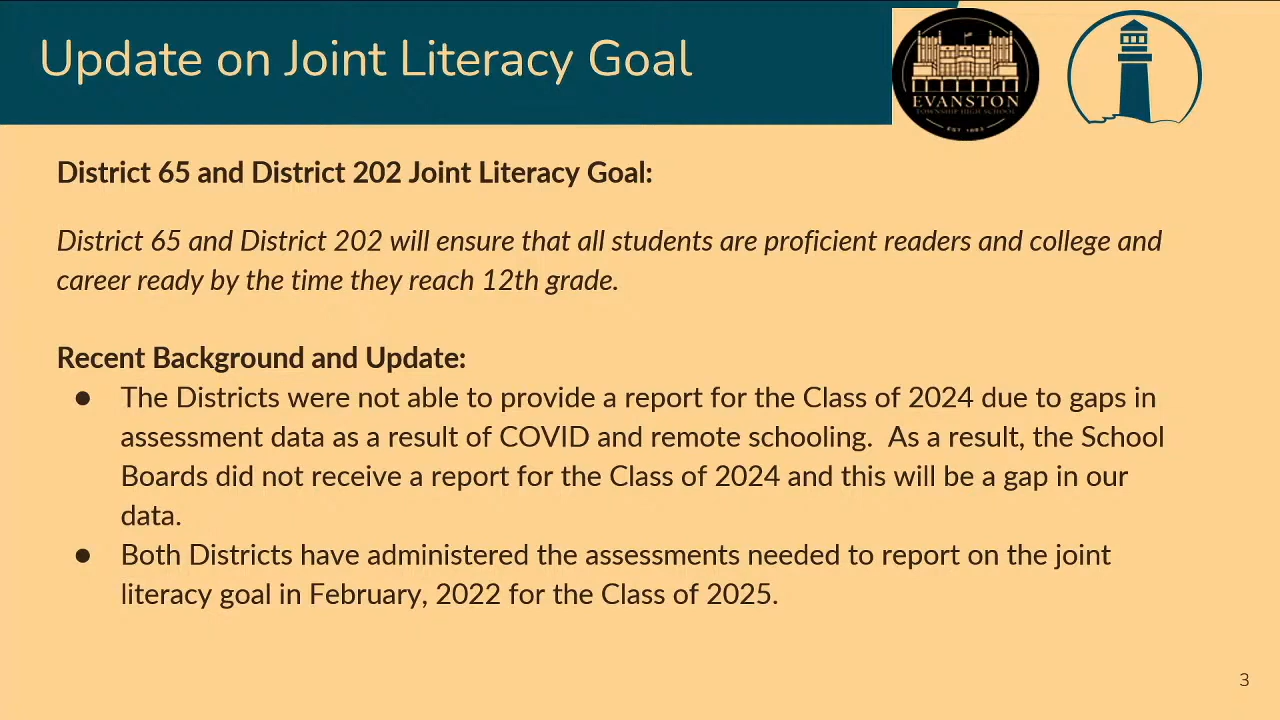 Update on Joint Literacy Goal
EVANSTON
TOWNSHIP HIGH SCHOOL
EST 1883
District 65 and District 202 Joint Literacy Goal:
District 65 and District 202 will ensure that all students are proficient readers and college and
career ready by the time they reach 12th grade.
Recent Background and Update:
● The Districts were not able to provide a report for the Class of 2024 due to gaps in
assessment data as a result of COVID and remote schooling.  As a result, the School
Boards did not receive a report for the Class of 2024 and this will be a gap in our
data.
● Both Districts have administered the assessments needed to report on the joint
literacy goal in February, 2022 for the Class of 2025.
3